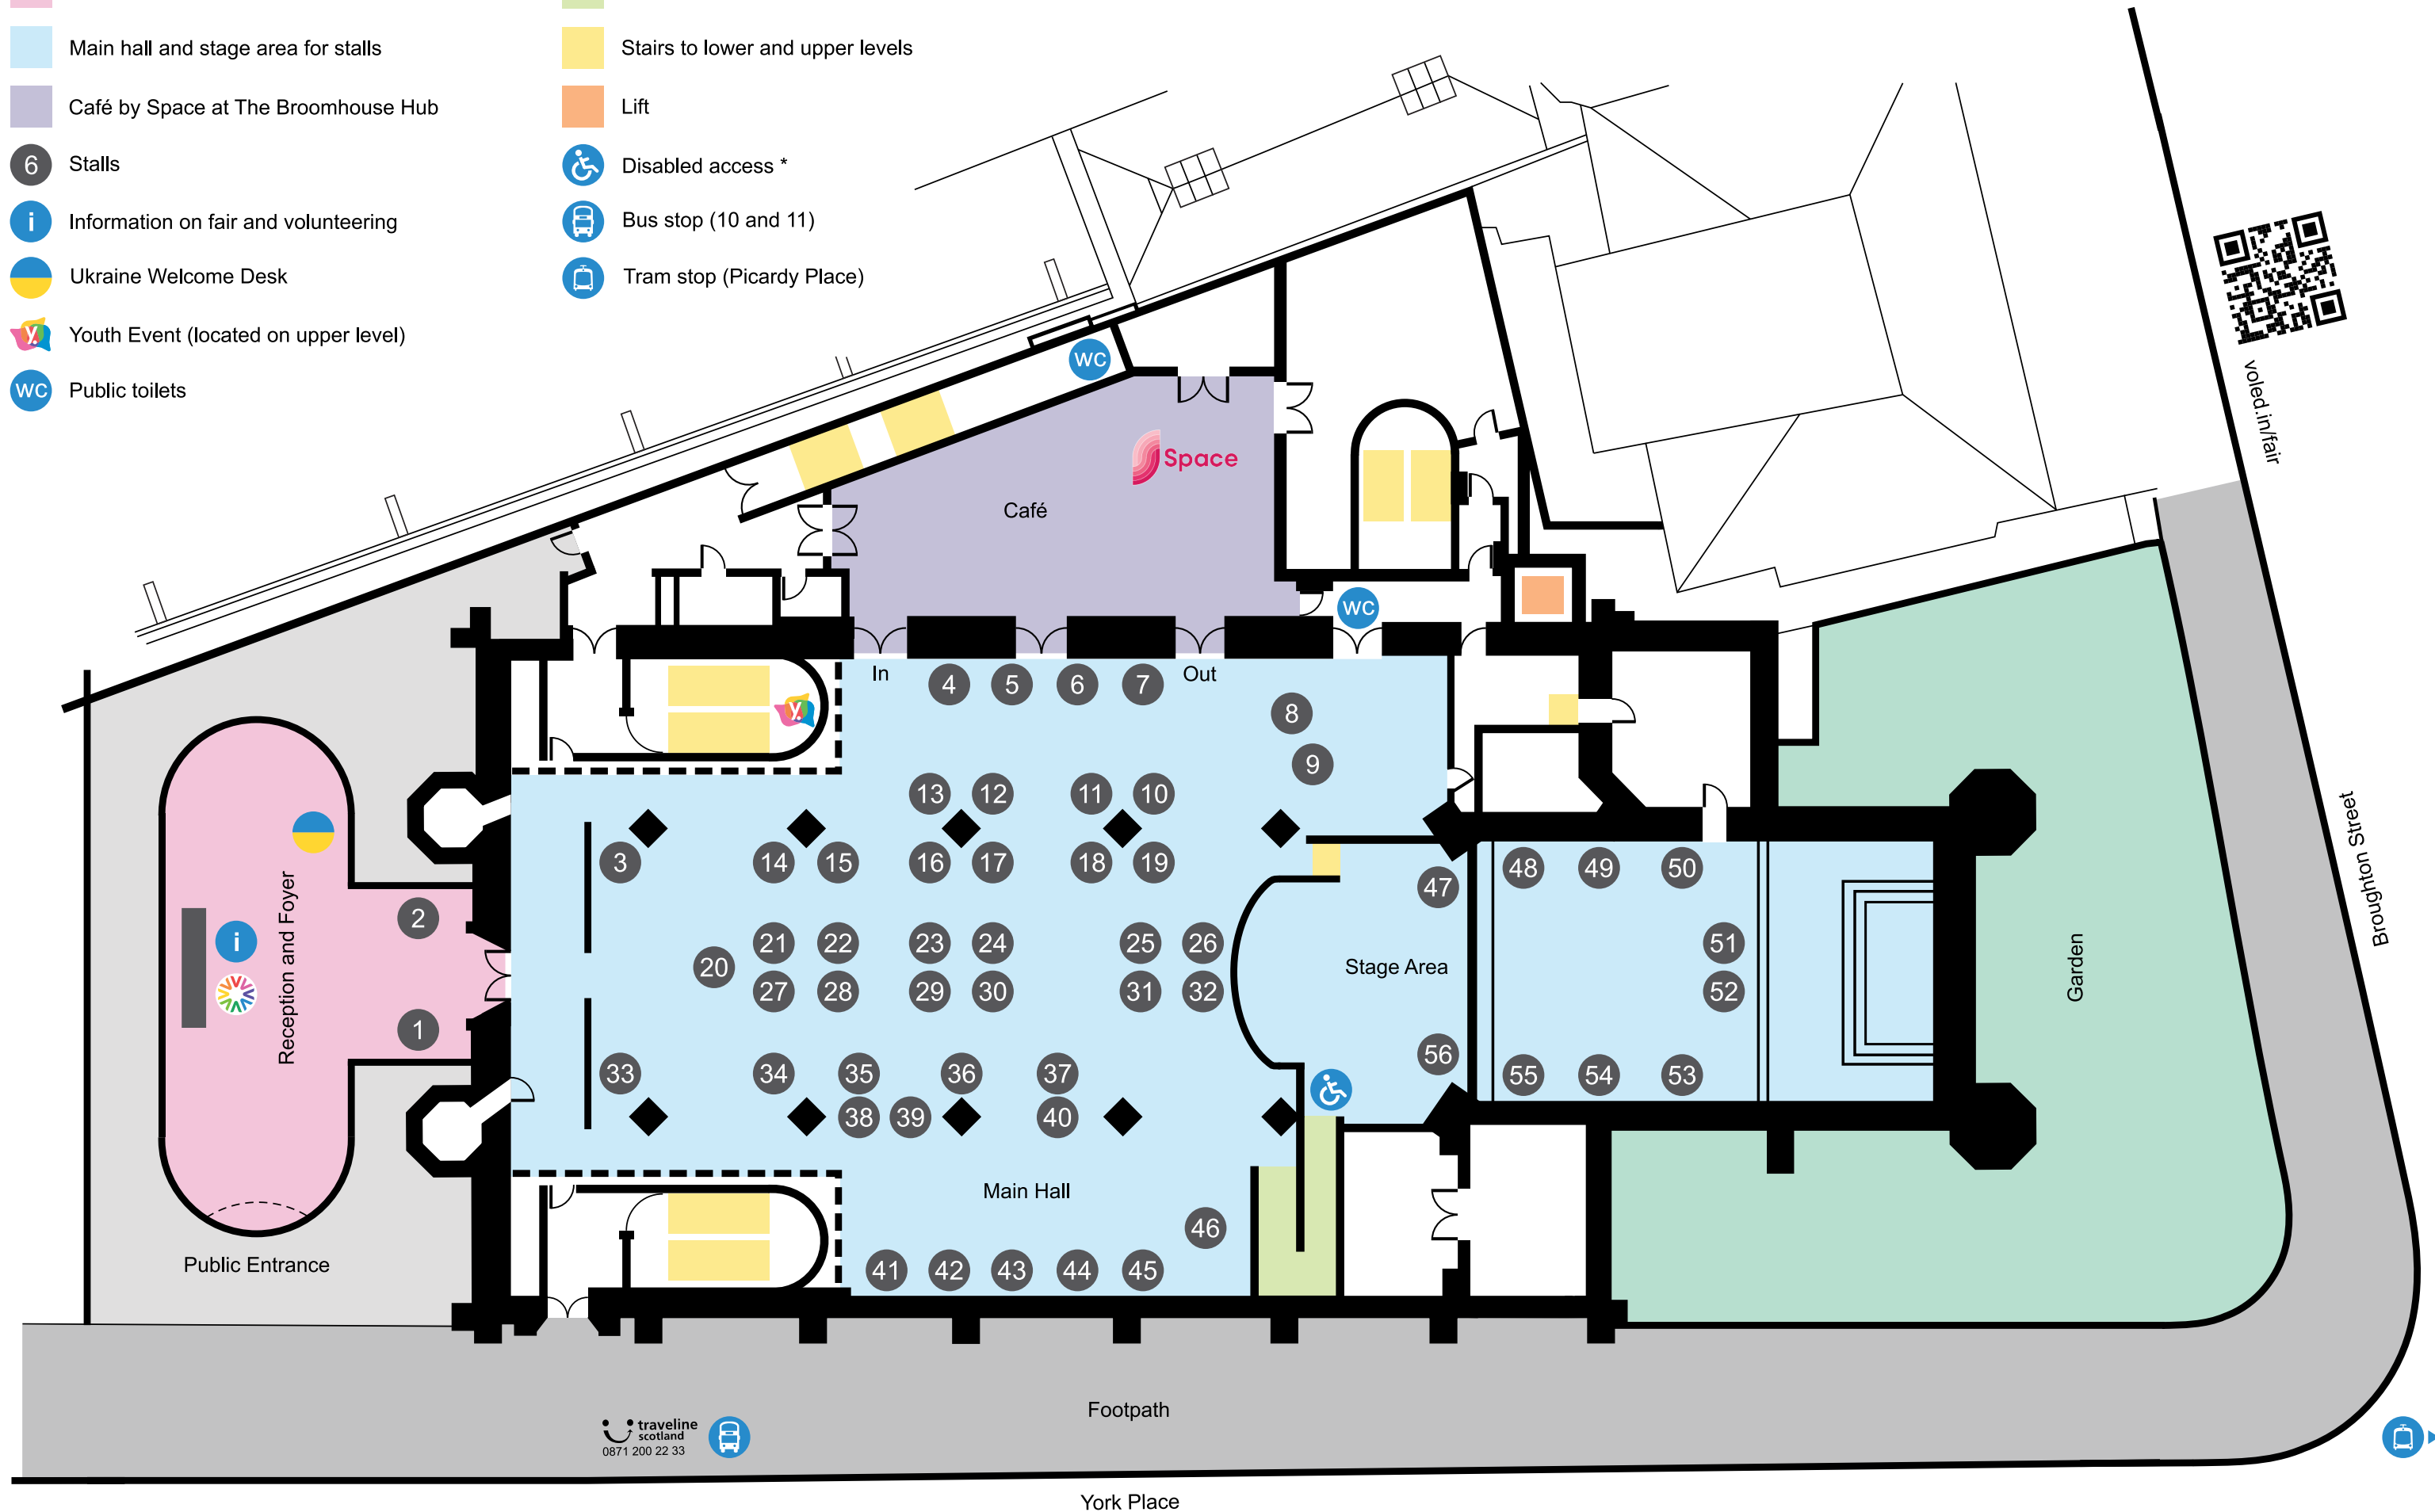 Main hall and stage area for stalls
Café by Space at The Broomhouse Hub
6 Stalls
i Information on fair and volunteering
Ukraine Welcome Desk
y. Youth Event (located on upper level)
WC Public toilets
Stairs to lower and upper levels
Lift
Disabled access *
Bus stop (10 and 11)
Tram stop (Picardy Place)
voled.in/fair
WC
Space
Café
WC
In
Out
4 5 6 7
y.
8
9
13 12 11 10
3 14 15 16 17 18 19
47 48 49 50
2
i
Reception and Foyer
1
20
21 22 23 24 25 26
27 28 29 30 31 32
Stage Area
51
52
Garden
Broughton Street
33 34 35 36 37
38 39 40
56 55 54 53
Main Hall
46
41 42 43 44 45
Public Entrance
Footpath
traveline
scotland
0871 200 22 33
York Place